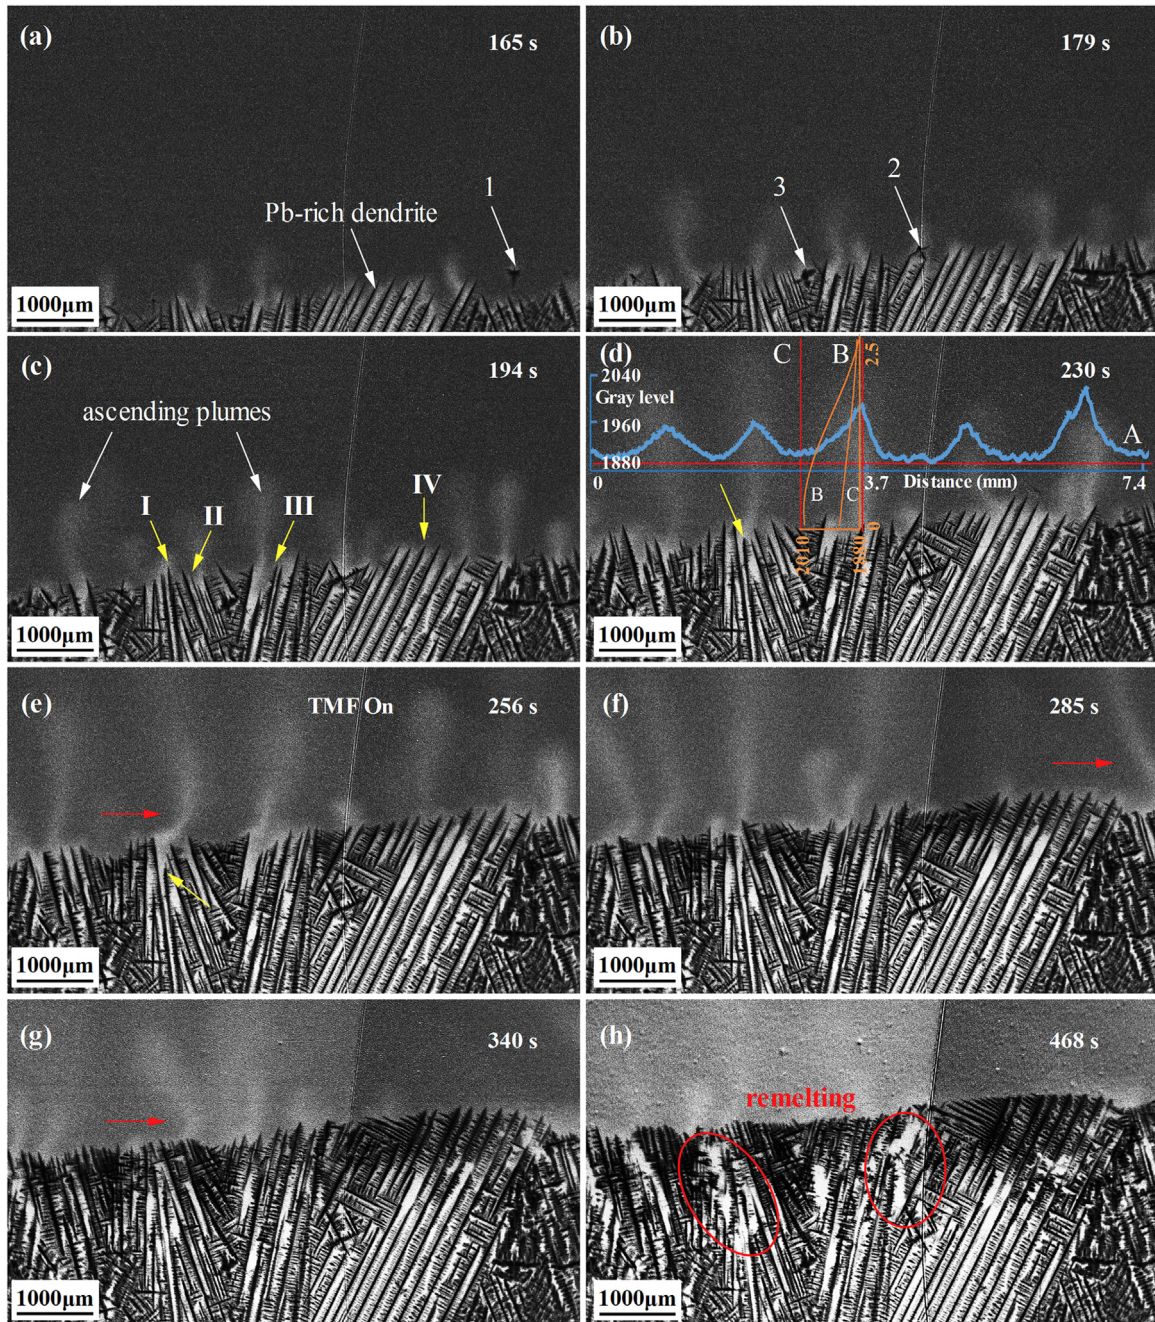 (a)
165 s
1
Pb-rich dendrite
1000μm
(b)
179 s
2
3
1000μm
(c)
194 s
ascending plumes
I
II
III
IV
1000μm
(d)
C
B
2.5
230 s
2040
Gray level
1960
A
1880
0
3.7
Distance (mm)
7.4
B
C
2010
1880
0
1000μm
(e)
TMF On
256 s
1000μm
(f)
285 s
1000μm
(g)
340 s
1000μm
(h)
468 s
remelting
1000μm